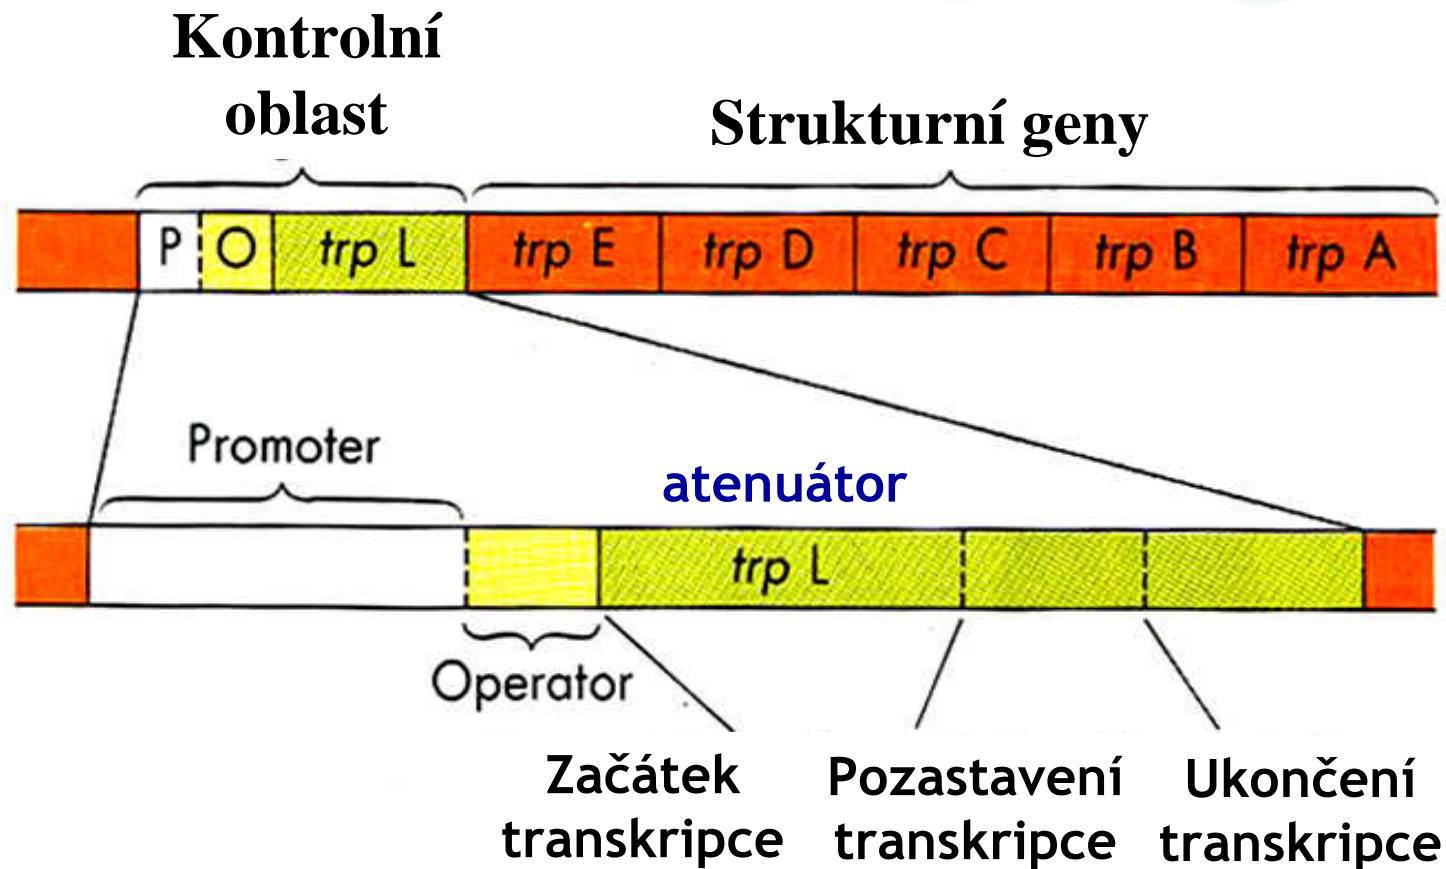 Kontrolní
oblast
Strukturní geny
P O trp L trp E trp D trp C trp B trp A
Promoter
atenuátor
trp L
Operator
Začátek
transkripce
Pozastavení
transkripce
Ukončení
transkripce